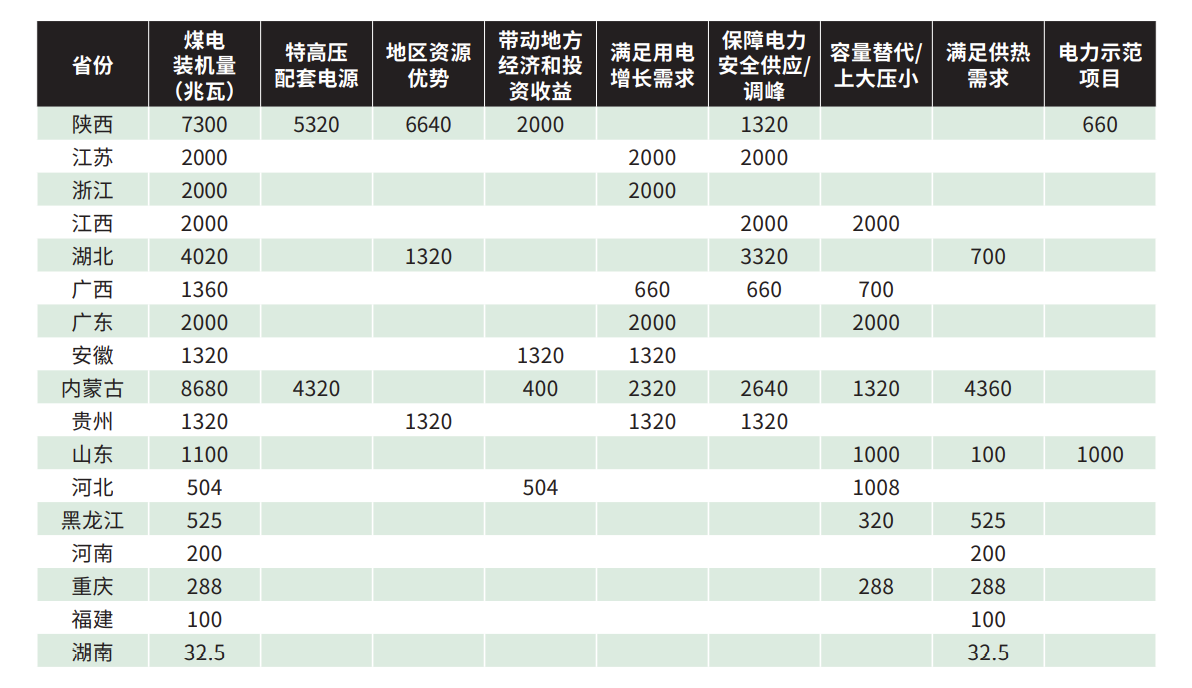 省份 煤电装机量（兆瓦） 特高压配套电源 地区资源优势 带动地方经济和投资收益 满足用电增长需求 保障电力安全供应/调峰 容量替代/上大压小 满足供热需求 电力示范项目
陕西 7300 5320 6640 2000 1320 660
江苏 2000 2000 2000
浙江 2000 2000
江西 2000 2000 2000
湖北 4020 1320 3320 700
广西 1360 660 660 700
广东 2000 2000 2000
安徽 1320 1320 1320
内蒙古 8680 4320 400 2320 2640 1320 4360
贵州 1320 1320 1320 1320
山东 1100 1000 100 1000
河北 504 504 1008
黑龙江 525 320 525
河南 200 200
重庆 288 288 288
福建 100 100
湖南 32.5 32.5